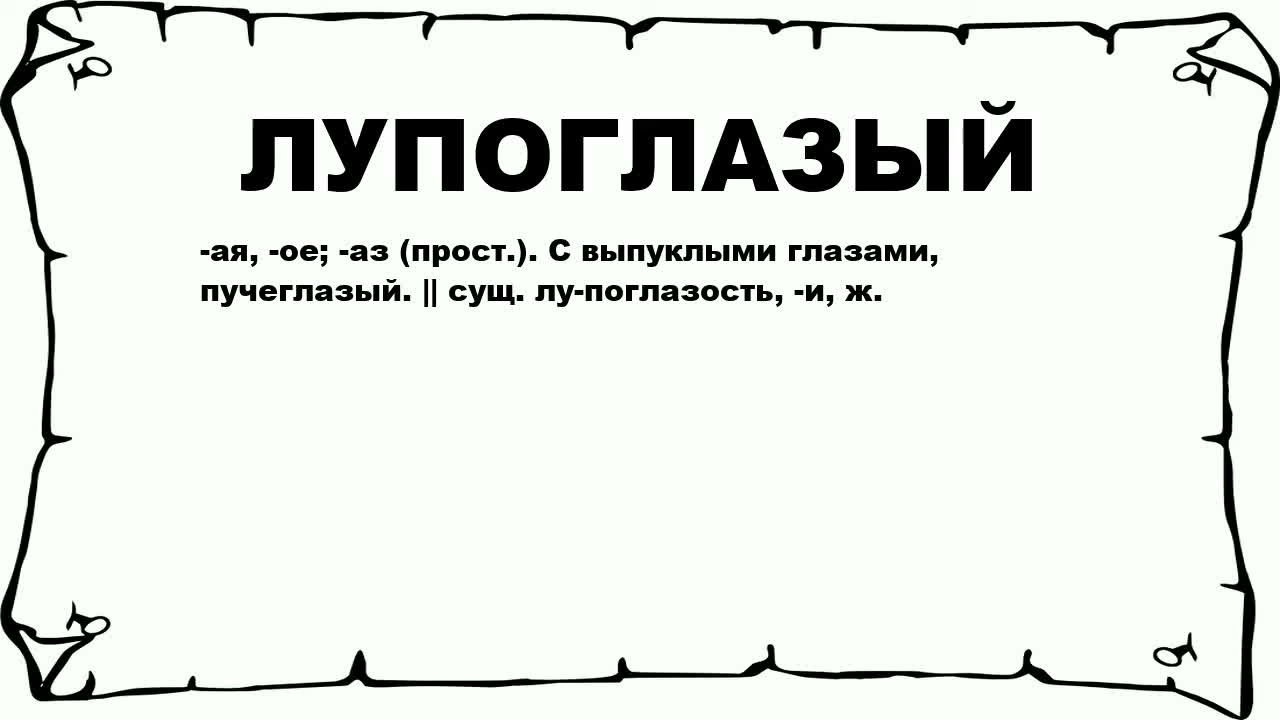 ЛУПОГЛАЗЫЙ
-ая, -ое; -аз (прост.). С выпуклыми глазами,
пучеглазый. || сущ. лу-поглазость, -и, ж.